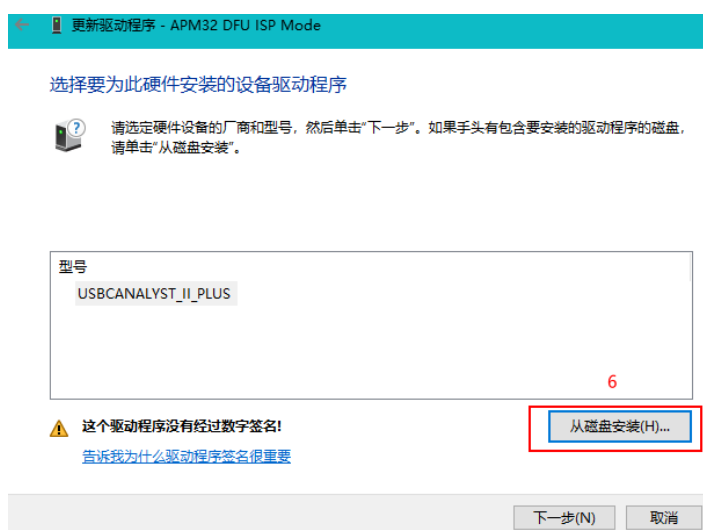 更新驱动程序 - APM32 DFU ISP Mode
选择要为此硬件安装的设备驱动程序
请选定硬件设备的厂商和型号，然后单击“下一步”。如果手头有包含要安装的驱动程序的磁盘，
请单击“从磁盘安装”。
型号
USBCANALYST_II_PLUS
6
这个驱动程序没有经过数字签名!
从磁盘安装(H)...
告诉我为什么驱动程序签名很重要
下一步(N)
取消